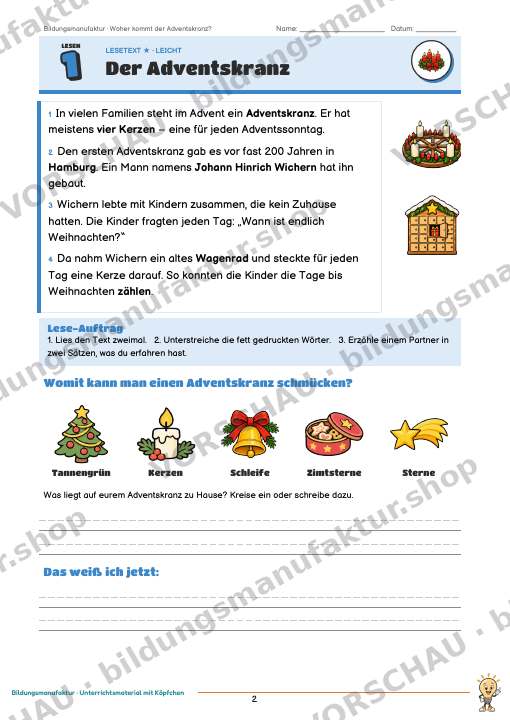 Bildungsmanufaktur · Woher kommt der Adventskranz?
Name: ____________________ Datum: __________
LESEN
1
LESETEXT ★ · LEICHT
Der Adventskranz
1 In vielen Familien steht im Advent ein Adventskranz. Er hat
meistens vier Kerzen – eine für jeden Adventssonntag.
2 Den ersten Adventskranz gab es vor fast 200 Jahren in
Hamburg. Ein Mann namens Johann Hinrich Wichern hat ihn
gebaut.
3 Wichern lebte mit Kindern zusammen, die kein Zuhause
hatten. Die Kinder fragten jeden Tag: „Wann ist endlich
Weihnachten?“
4 Da nahm Wichern ein altes Wagenrad und steckte für jeden
Tag eine Kerze darauf. So konnten die Kinder die Tage bis
Weihnachten zählen.
Lese-Auftrag
1. Lies den Text zweimal. 2. Unterstreiche die fett gedruckten Wörter. 3. Erzähle einem Partner in
zwei Sätzen, was du erfahren hast.
Womit kann man einen Adventskranz schmücken?
Tannengrün Kerzen Schleife Zimtsterne Sterne
Was liegt auf eurem Adventskranz zu Hause? Kreise ein oder schreibe dazu.
Das weiß ich jetzt:
Bildungsmanufaktur · Unterrichtsmaterial mit Köpfchen
2
VORSCHAU · bildungsmanufaktur.shop